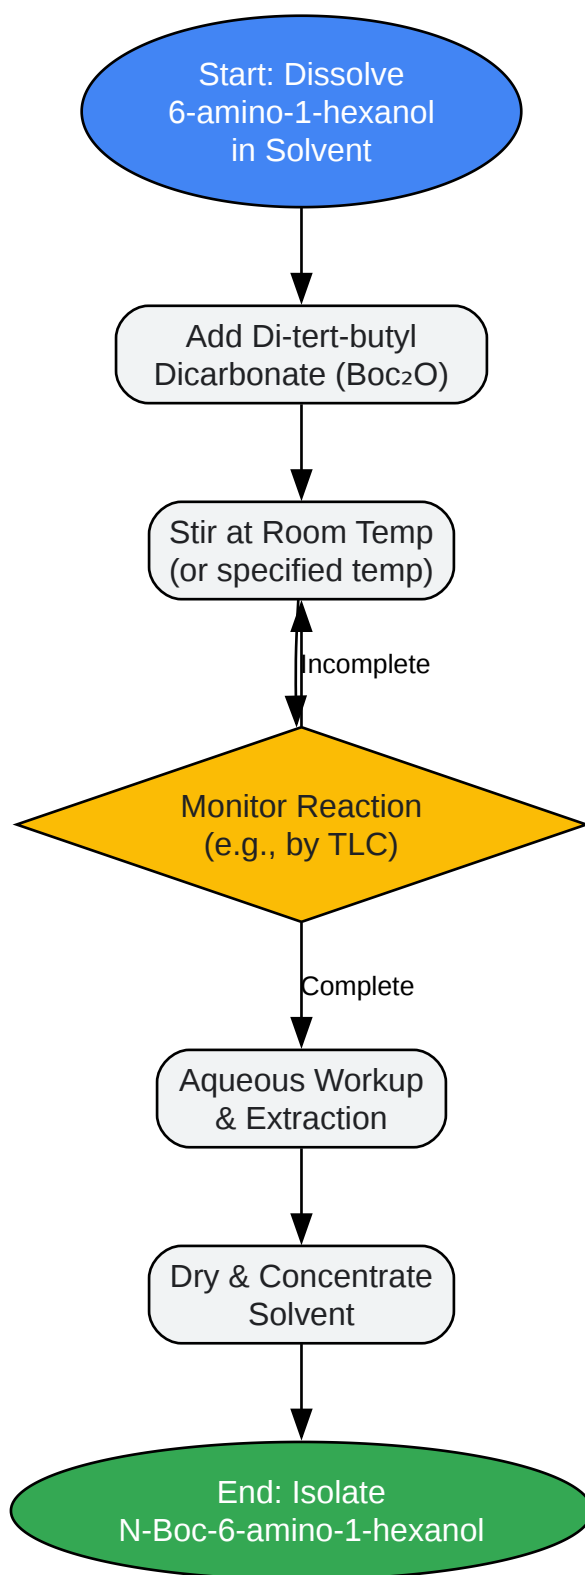 Start: Dissolve
6-amino-1-hexanol
in Solvent
Add Di-tert-butyl
Dicarbonate (Boc₂O)
Stir at Room Temp
(or specified temp)
Incomplete
Monitor Reaction
(e.g., by TLC)
Complete
Aqueous Workup
& Extraction
Dry & Concentrate
Solvent
End: Isolate
N-Boc-6-amino-1-hexanol